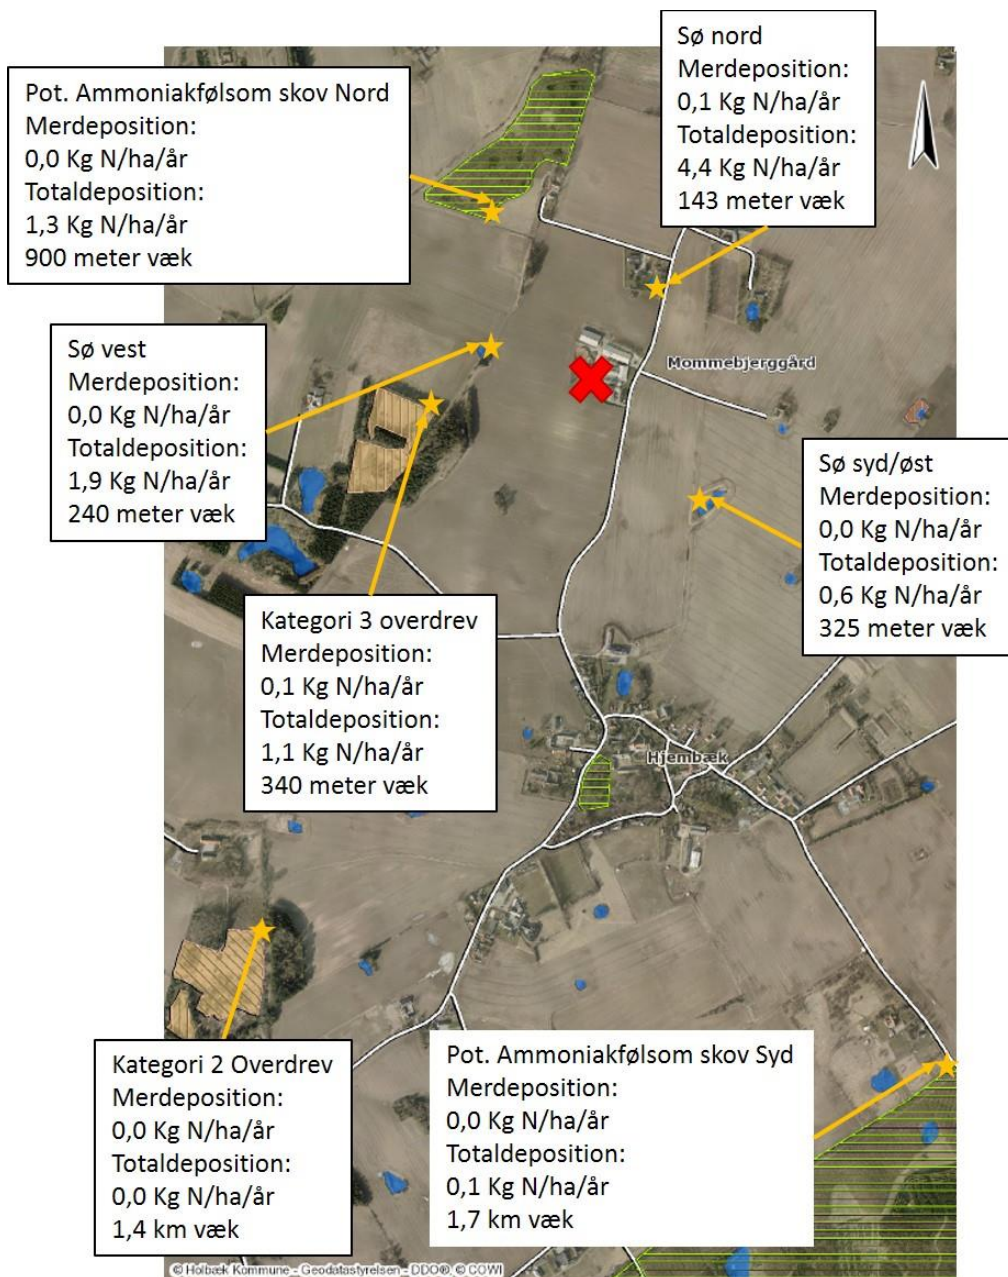 Sø nord
Merdeposition:
0,1 Kg N/ha/år
Totaldeposition:
4,4 Kg N/ha/år
143 meter væk
Pot. Ammoniakfølsom skov Nord
Merdeposition:
0,0 Kg N/ha/år
Totaldeposition:
1,3 Kg N/ha/år
900 meter væk
Sø vest
Merdeposition:
0,0 Kg N/ha/år
Totaldeposition:
1,9 Kg N/ha/år
240 meter væk
Mommebjerggård
Sø syd/øst
Merdeposition:
0,0 Kg N/ha/år
Totaldeposition:
0,6 Kg N/ha/år
325 meter væk
Kategori 3 overdrev
Merdeposition:
0,1 Kg N/ha/år
Totaldeposition:
1,1 Kg N/ha/år
340 meter væk
Hjembæk
Kategori 2 Overdrev
Merdeposition:
0,0 Kg N/ha/år
Totaldeposition:
0,0 Kg N/ha/år
1,4 km væk
Pot. Ammoniakfølsom skov Syd
Merdeposition:
0,0 Kg N/ha/år
Totaldeposition:
0,1 Kg N/ha/år
1,7 km væk
© Holbæk Kommune - Geodatastyrelsen - DDO®, © COWI